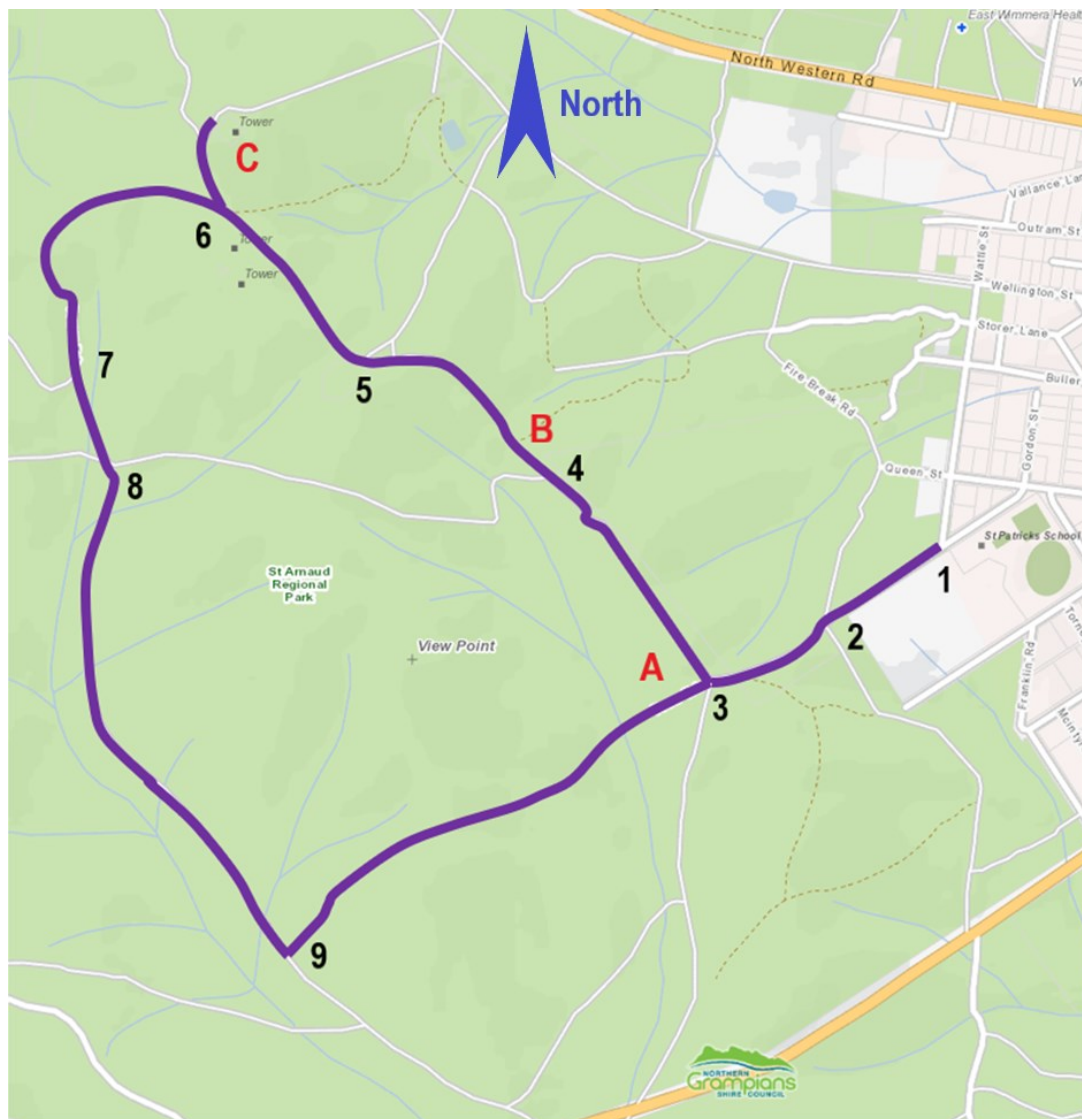 East Wimmera Heal
North Western Rd
North
Tower
C
Vallance Lan
Outram St
Wattle St
6
Tower
Tower
Wellington St
Storer Lane
7
5
Fire Break Rd
Buller
B
4
Gordon St
8
Queen St
St Patricks School
St Arnaud
Regional
Park
1
2
View Point
A
3
Franklin Rd
9
NORTHERN
Grampians
SHIRE COUNCIL